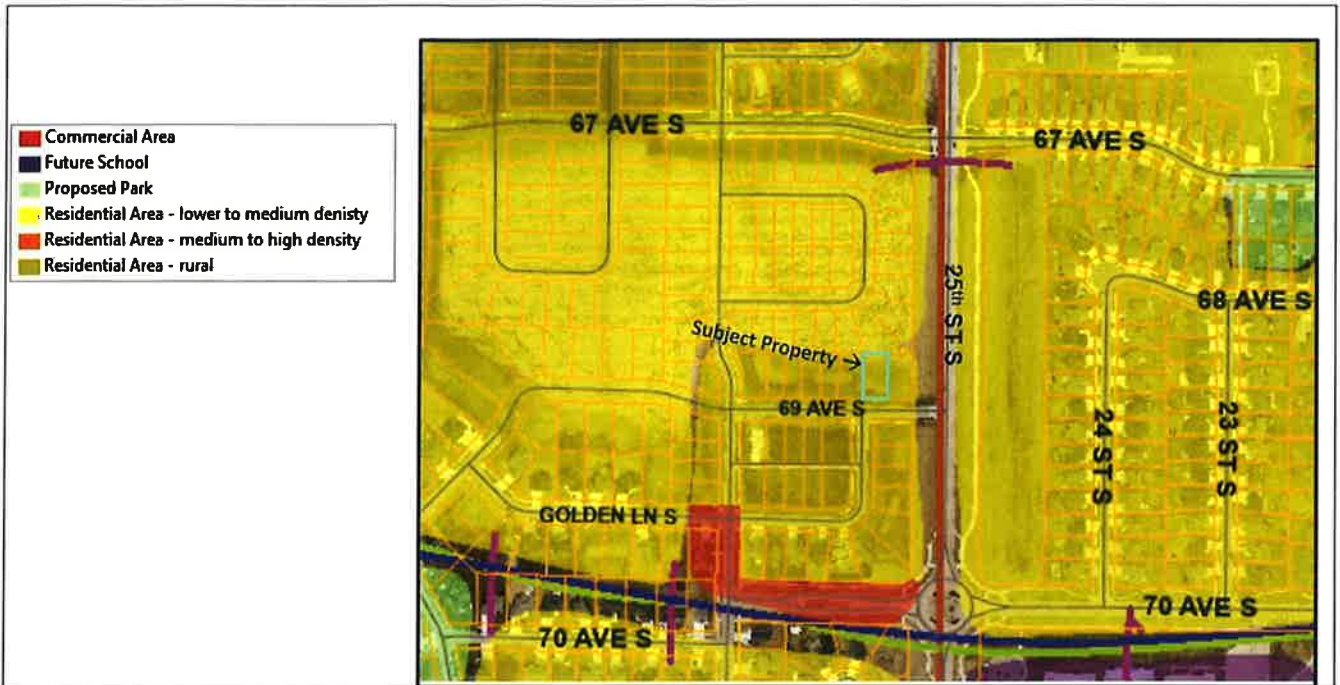 Commercial Area
Future School
Proposed Park
Residential Area - lower to medium denisty
Residential Area - medium to high density
Residential Area - rural
67 AVE S
67 AVE S
25th ST S
68 AVE S
Subject Property →
69 AVE S
24 ST S
23 ST S
GOLDEN LN S
70 AVE S
70 AVE S